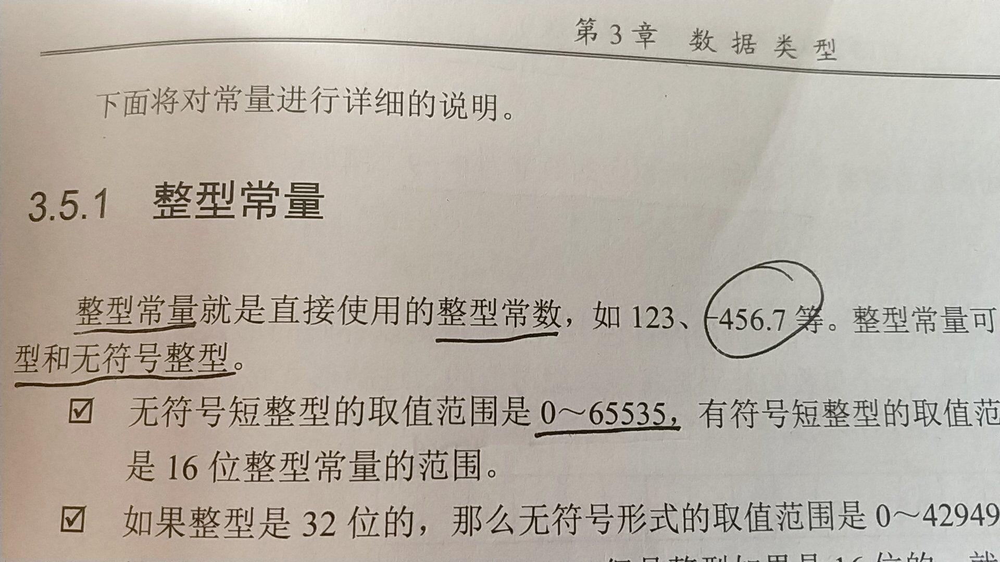 第3章 数据类型
下面将对常量进行详细的说明。
3.5.1 整型常量
整型常量就是直接使用的整型常数，如 123、-456.7 等。整型常量可
型和无符号整型。
☑ 无符号短整型的取值范围是 0～65535，有符号短整型的取值范
是 16 位整型常量的范围。
☑ 如果整型是 32 位的，那么无符号形式的取值范围是 0～42949